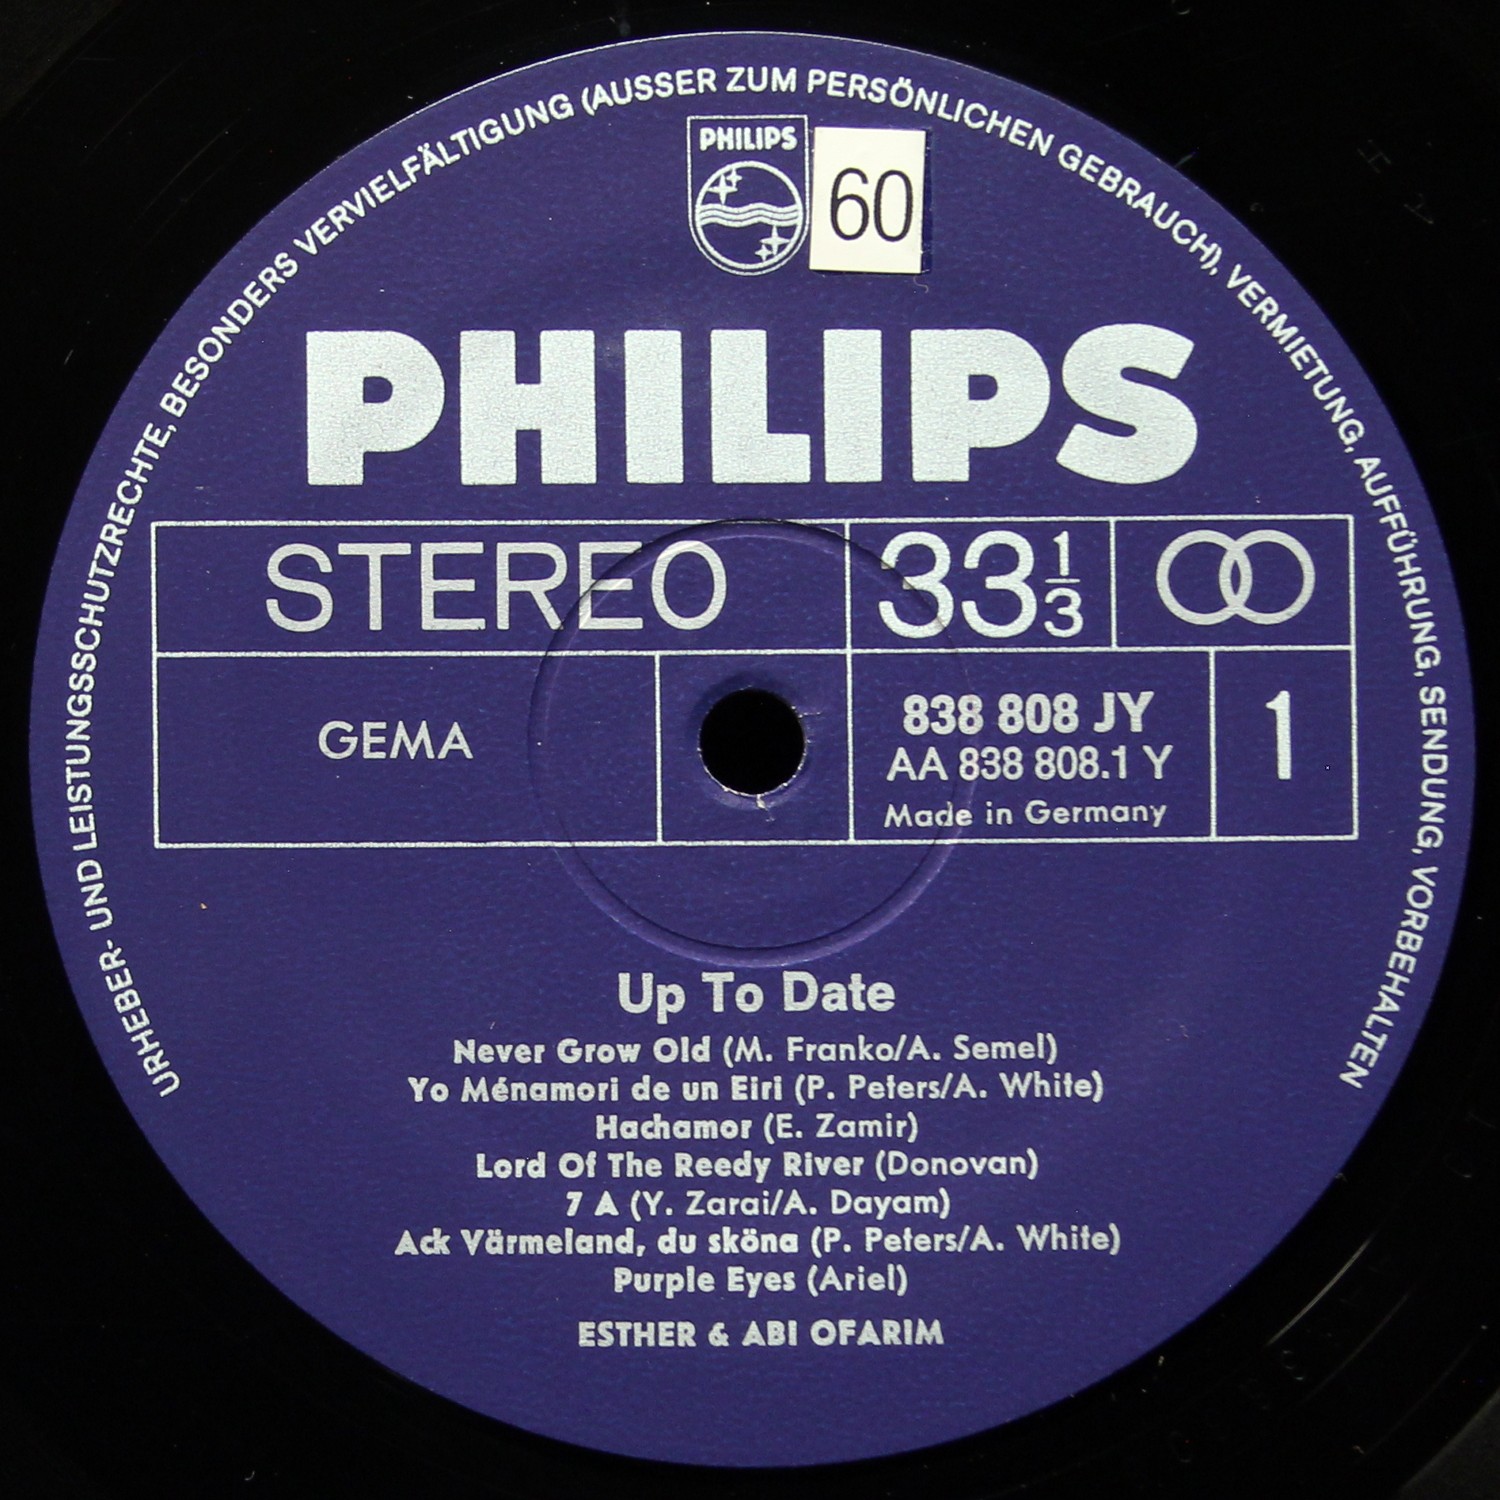 URHEBER- UND LEISTUNGSSCHUTZRECHTE, BESONDERS VERVIELFÄLTIGUNG (AUSSER ZUM PERSÖNLICHEN GEBRAUCH), VERMIETUNG, AUFFÜHRUNG, SENDUNG, VORBEHALTEN
PHILIPS
60
PHILIPS
STEREO 33 1/3
GEMA
838 808 JY
AA 838 808.1 Y
Made in Germany
1
Up To Date
Never Grow Old (M. Franko/A. Semel)
Yo Ménamori de un Eiri (P. Peters/A. White)
Hachamor (E. Zamir)
Lord Of The Reedy River (Donovan)
7 A (Y. Zarai/A. Dayam)
Ack Värmeland, du sköna (P. Peters/A. White)
Purple Eyes (Ariel)
ESTHER & ABI OFARIM